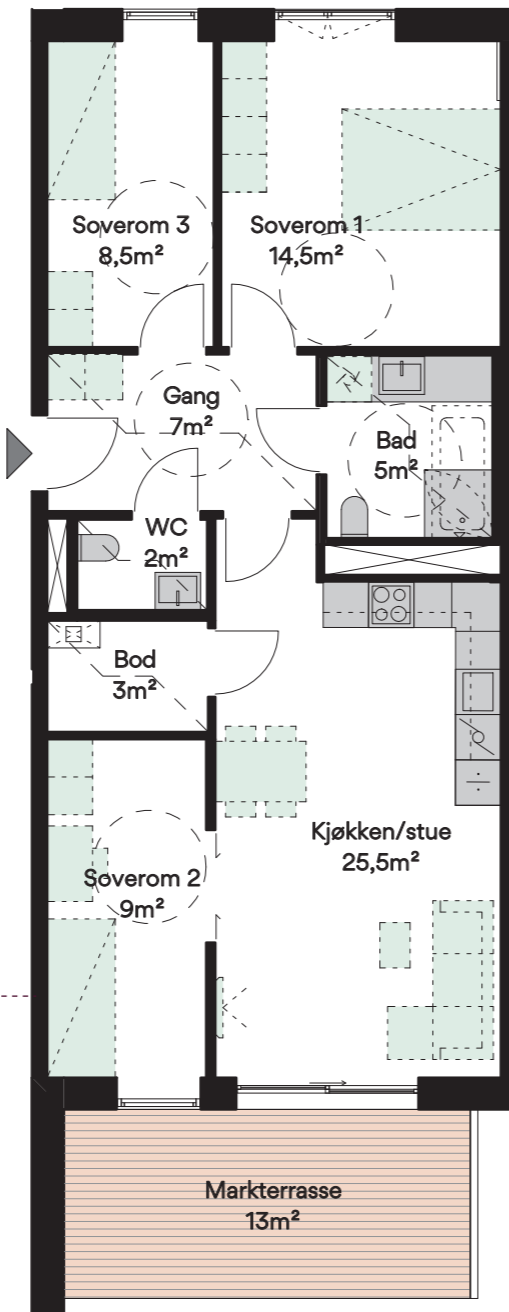 Soverom 3
8,5m²
Soverom 1
14,5m²
Gang
7m²
Bad
5m²
WC
2m²
Bod
3m²
Kjøkken/stue
25,5m²
Soverom 2
9m²
Markterrasse
13m²